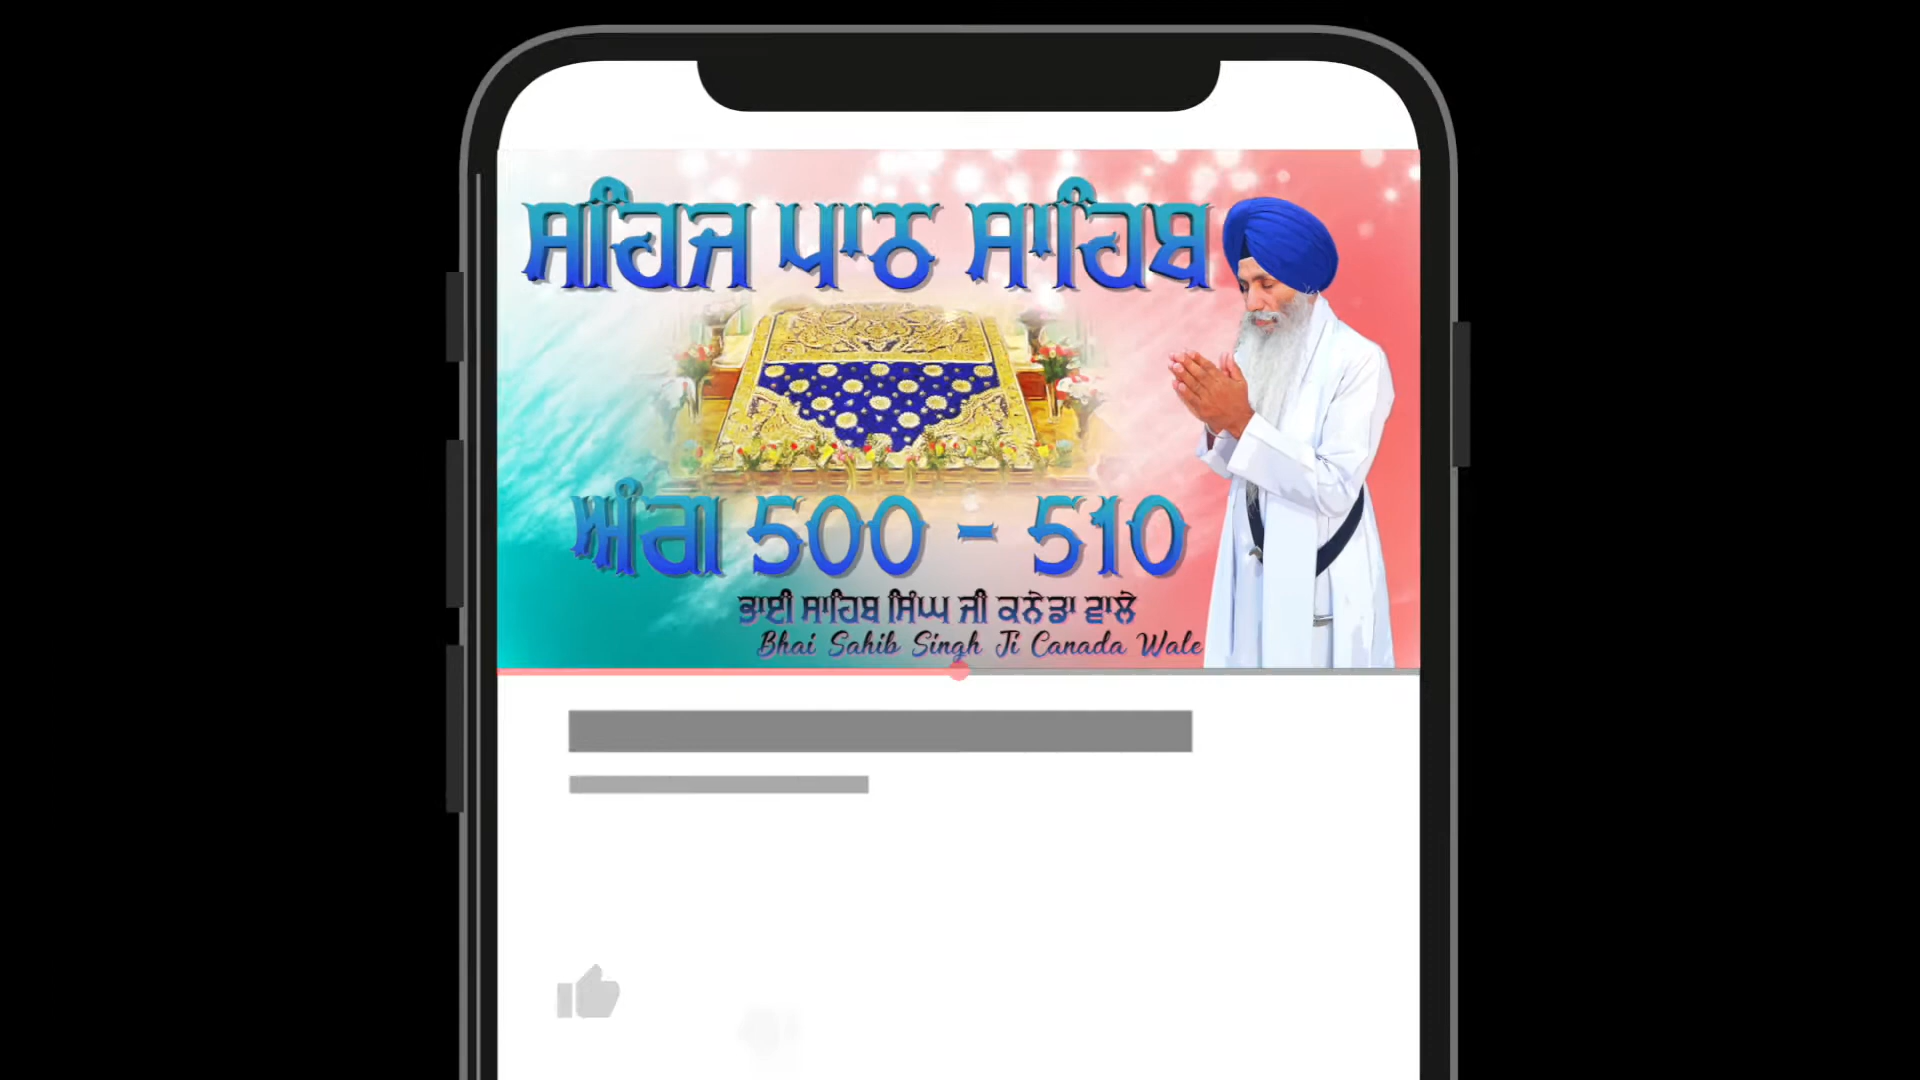 ਸਹਿਜ ਪਾਠ ਸਾਹਿਬ
ਅੰਗ 500 - 510
ਭਾਈ ਸਾਹਿਬ ਸਿੰਘ ਜੀ ਕਨੇਡਾ ਵਾਲੇ
Bhai Sahib Singh Ji Canada Wale